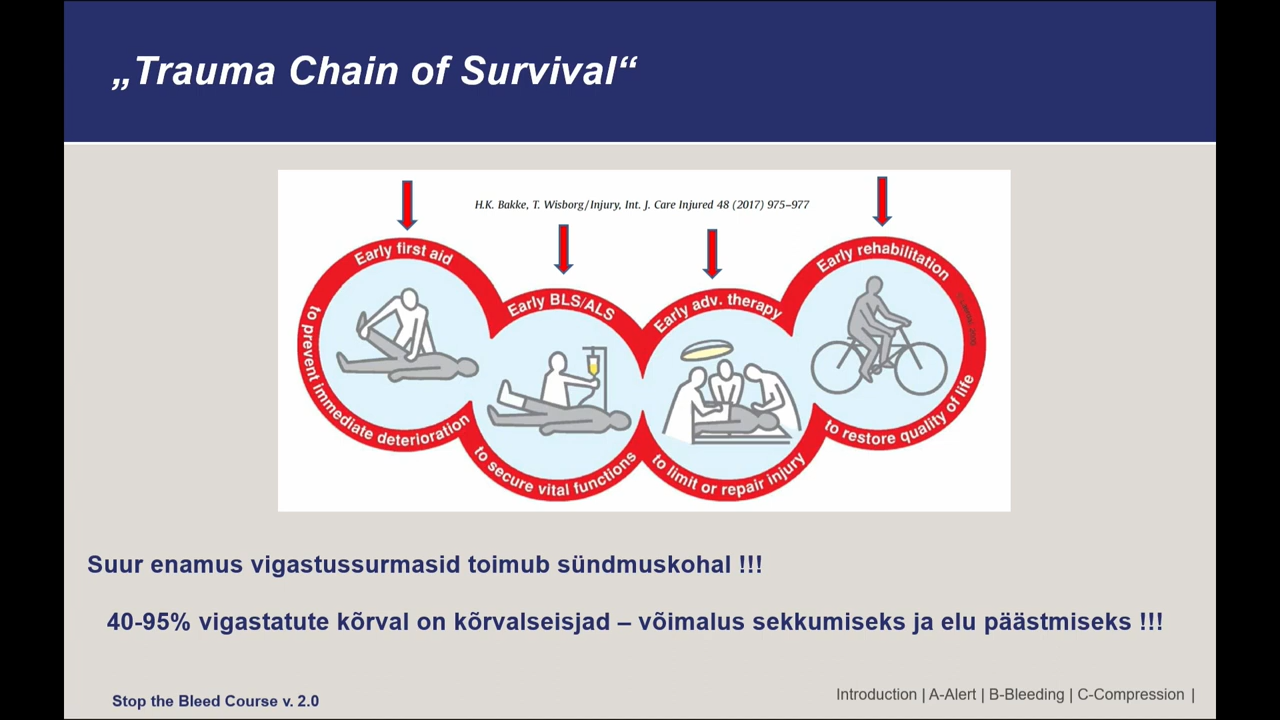 „Trauma Chain of Survival“
H.K. Bakke, T. Wisborg/Injury, Int. J. Care Injured 48 (2017) 975–977
Early first aid
to prevent immediate deterioration
Early BLS/ALS
to secure vital functions
Early adv. therapy
to limit or repair injury
Early rehabilitation
to restore quality of life
Suur enamus vigastussurmasid toimub sündmuskohal !!!
40-95% vigastatute kõrval on kõrvalseisjad – võimalus sekkumiseks ja elu päästmiseks !!!
Stop the Bleed Course v. 2.0
Introduction | A-Alert | B-Bleeding | C-Compression |